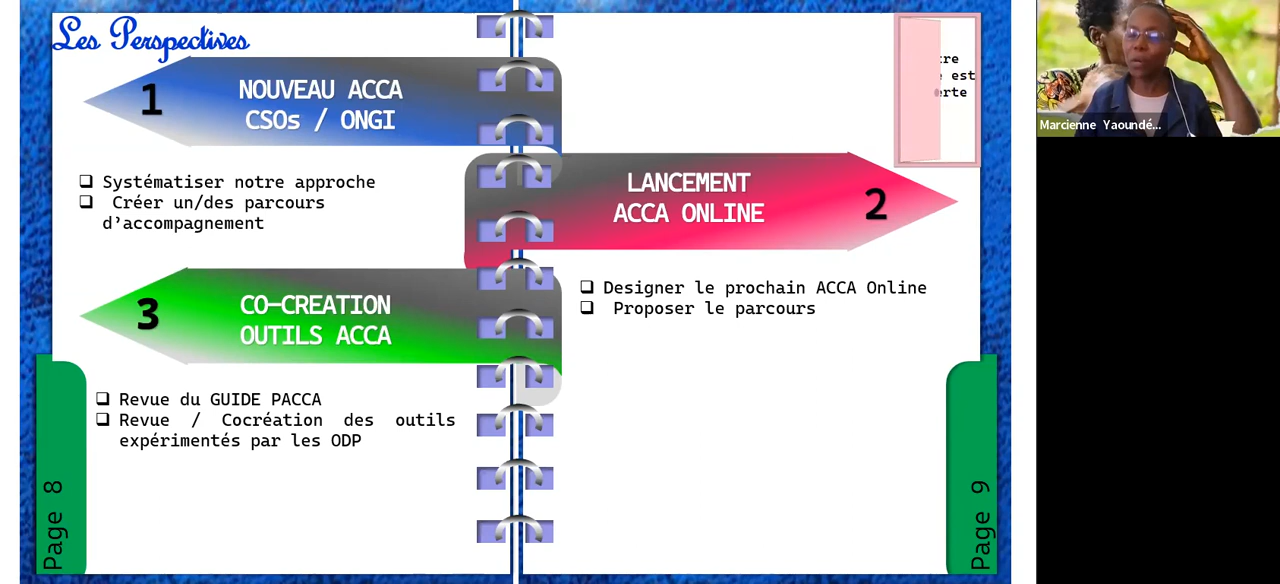 Les Perspectives
1
NOUVEAU ACCA
CSOs / ONGI
❑ Systématiser notre approche
❑ Créer un/des parcours
d’accompagnement
3
CO-CREATION
OUTILS ACCA
❑ Revue du GUIDE PACCA
❑ Revue / Cocréation des outils
expérimentés par les ODP
Page 8
LANCEMENT
ACCA ONLINE
2
❑ Designer le prochain ACCA Online
❑ Proposer le parcours
est
Page 9
Marcienne Yaoundé...